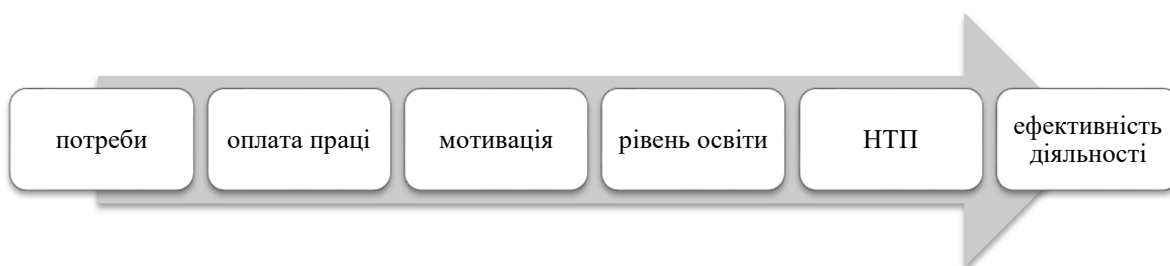 потреби
оплата праці
мотивація
рівень освіти
НТП
ефективність
діяльності